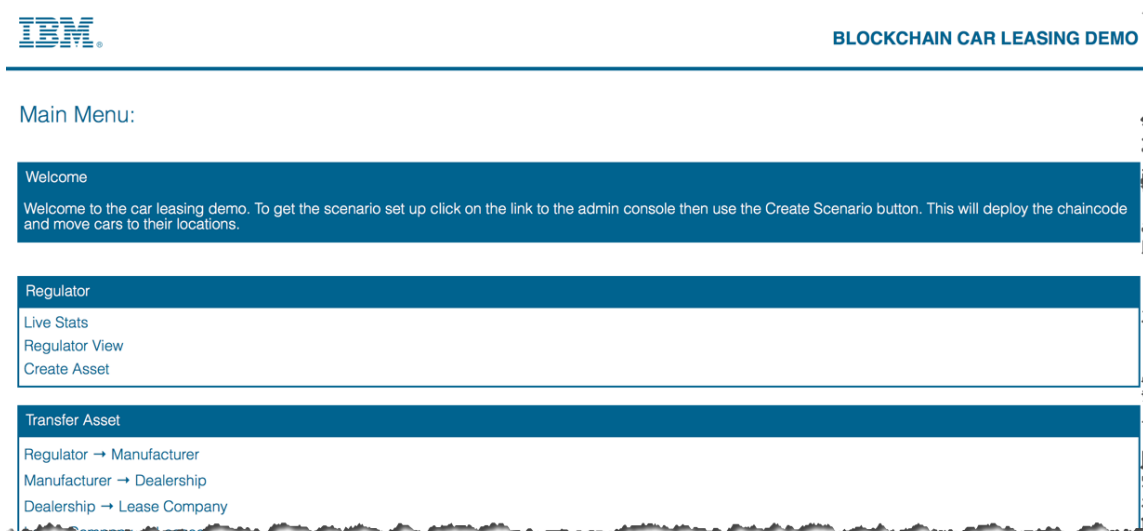 IBM®
BLOCKCHAIN CAR LEASING DEMO
Main Menu:
Welcome
Welcome to the car leasing demo. To get the scenario set up click on the link to the admin console then use the Create Scenario button. This will deploy the chaincode
and move cars to their locations.
Regulator
Live Stats
Regulator View
Create Asset
Transfer Asset
Regulator → Manufacturer
Manufacturer → Dealership
Dealership → Lease Company